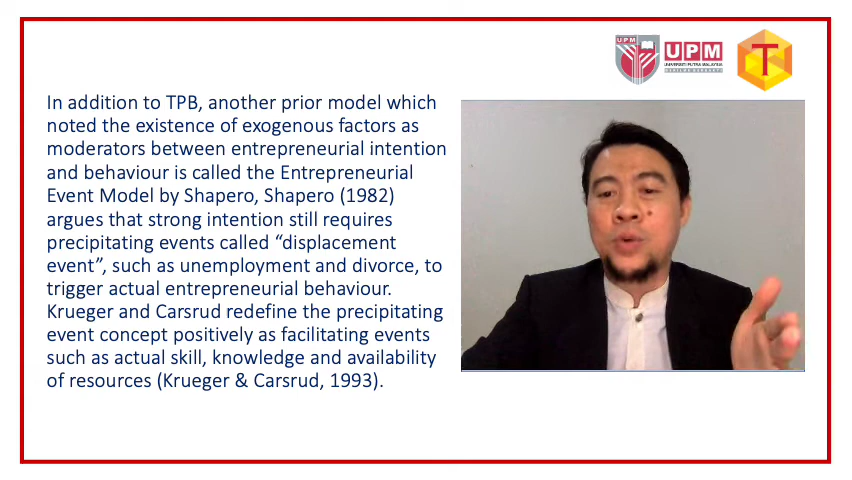 UPM
UPM
UNIVERSITI PUTRA MALAYSIA
BERILMU BERBAKTI
T
In addition to TPB, another prior model which
noted the existence of exogenous factors as
moderators between entrepreneurial intention
and behaviour is called the Entrepreneurial
Event Model by Shapero, Shapero (1982)
argues that strong intention still requires
precipitating events called “displacement
event”, such as unemployment and divorce, to
trigger actual entrepreneurial behaviour.
Krueger and Carsrud redefine the precipitating
event concept positively as facilitating events
such as actual skill, knowledge and availability
of resources (Krueger & Carsrud, 1993).